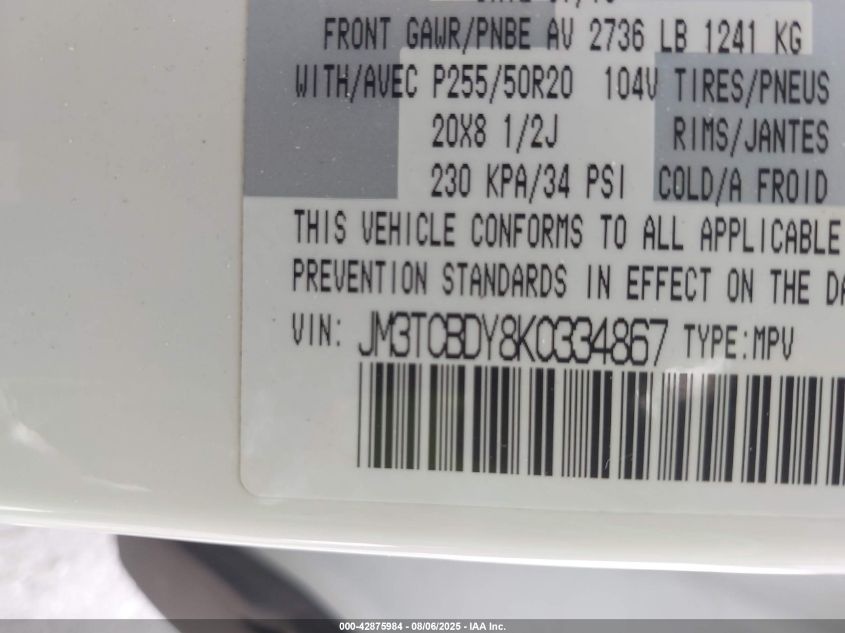 FRONT GAWR/PNBE AV 2736 LB 1241 KG
WITH/AVEC P255/50R20 104V TIRES/PNEUS
20X8 1/2J RIMS/JANTES
230 KPA/34 PSI COLD/A FROID
THIS VEHICLE CONFORMS TO ALL APPLICABLE
PREVENTION STANDARDS IN EFFECT ON THE DA
VIN: JM3TCBDY8K0334867 TYPE:MPV
000-42875984 - 08/06/2025 - IAA Inc.